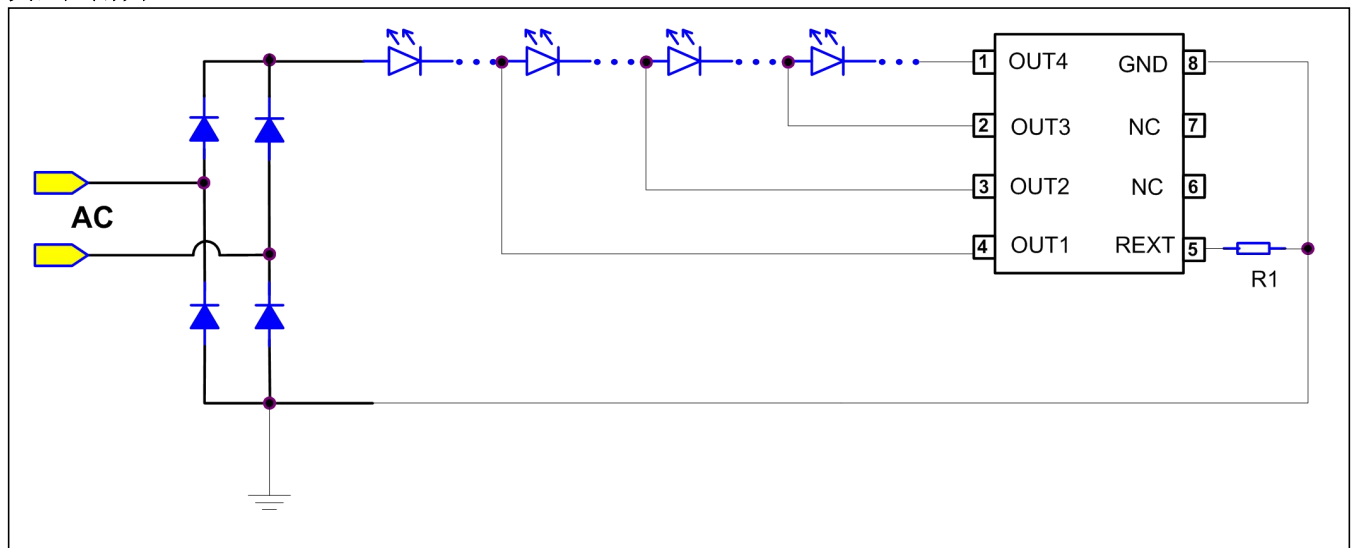 AC
1 OUT4 GND 8
2 OUT3 NC 7
3 OUT2 NC 6
4 OUT1 REXT 5
R1